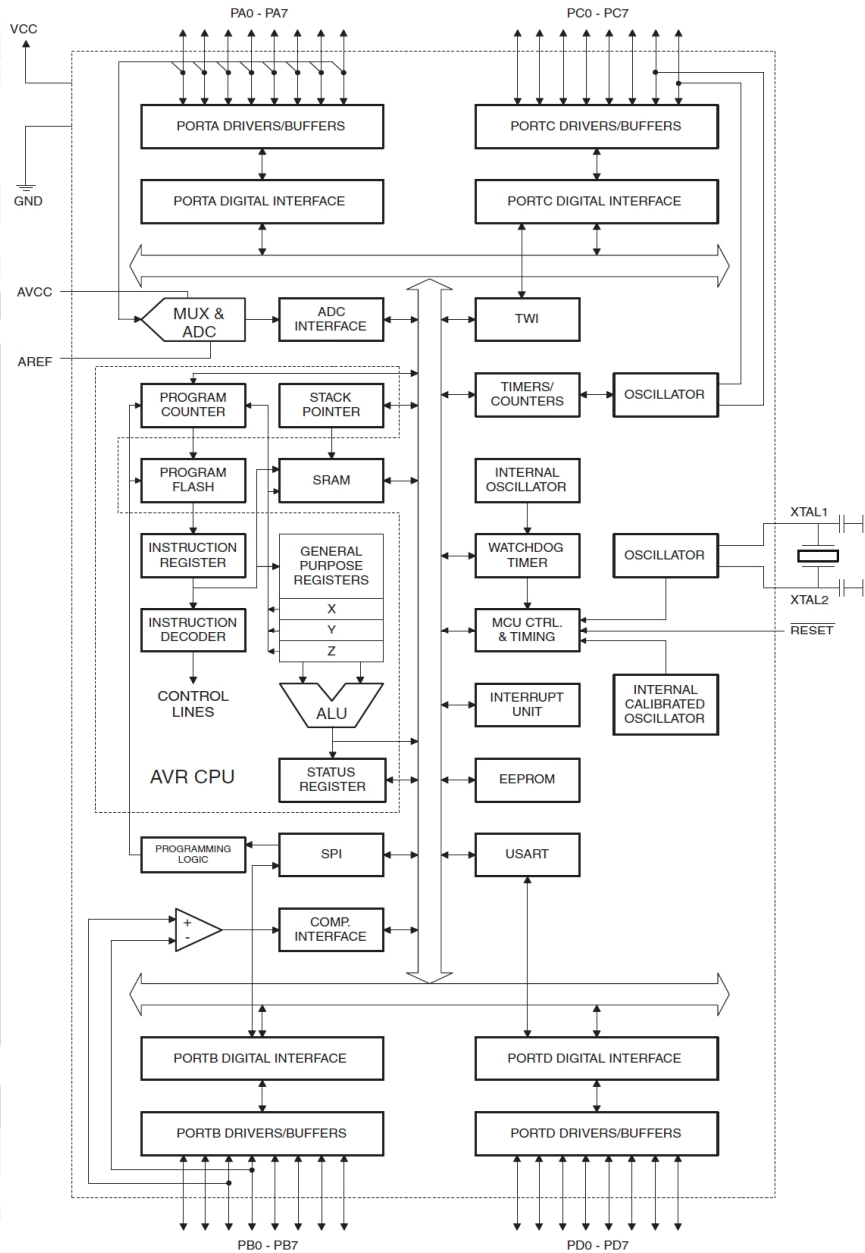 PA0 - PA7
PC0 - PC7
VCC
PORTA DRIVERS/BUFFERS
PORTC DRIVERS/BUFFERS
PORTA DIGITAL INTERFACE
PORTC DIGITAL INTERFACE
GND
AVCC
MUX &
ADC
ADC
INTERFACE
TWI
AREF
PROGRAM
COUNTER
STACK
POINTER
TIMERS/
COUNTERS
OSCILLATOR
PROGRAM
FLASH
SRAM
INTERNAL
OSCILLATOR
XTAL1
INSTRUCTION
REGISTER
GENERAL
PURPOSE
REGISTERS
WATCHDOG
TIMER
OSCILLATOR
X
XTAL2
INSTRUCTION
DECODER
Y
MCU CTRL.
& TIMING
RESET
Z
CONTROL
LINES
ALU
INTERRUPT
UNIT
INTERNAL
CALIBRATED
OSCILLATOR
AVR CPU
STATUS
REGISTER
EEPROM
PROGRAMMING
LOGIC
SPI
USART
+
-
COMP.
INTERFACE
PORTB DIGITAL INTERFACE
PORTD DIGITAL INTERFACE
PORTB DRIVERS/BUFFERS
PORTD DRIVERS/BUFFERS
PB0 - PB7
PD0 - PD7